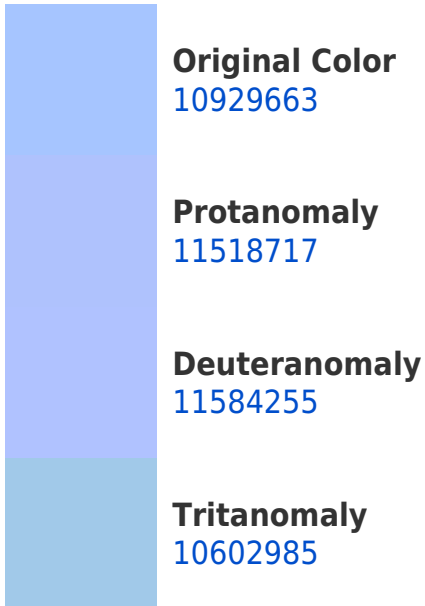 Original Color
10929663
Protanomaly
11518717
Deuteranomaly
11584255
Tritanomaly
10602985